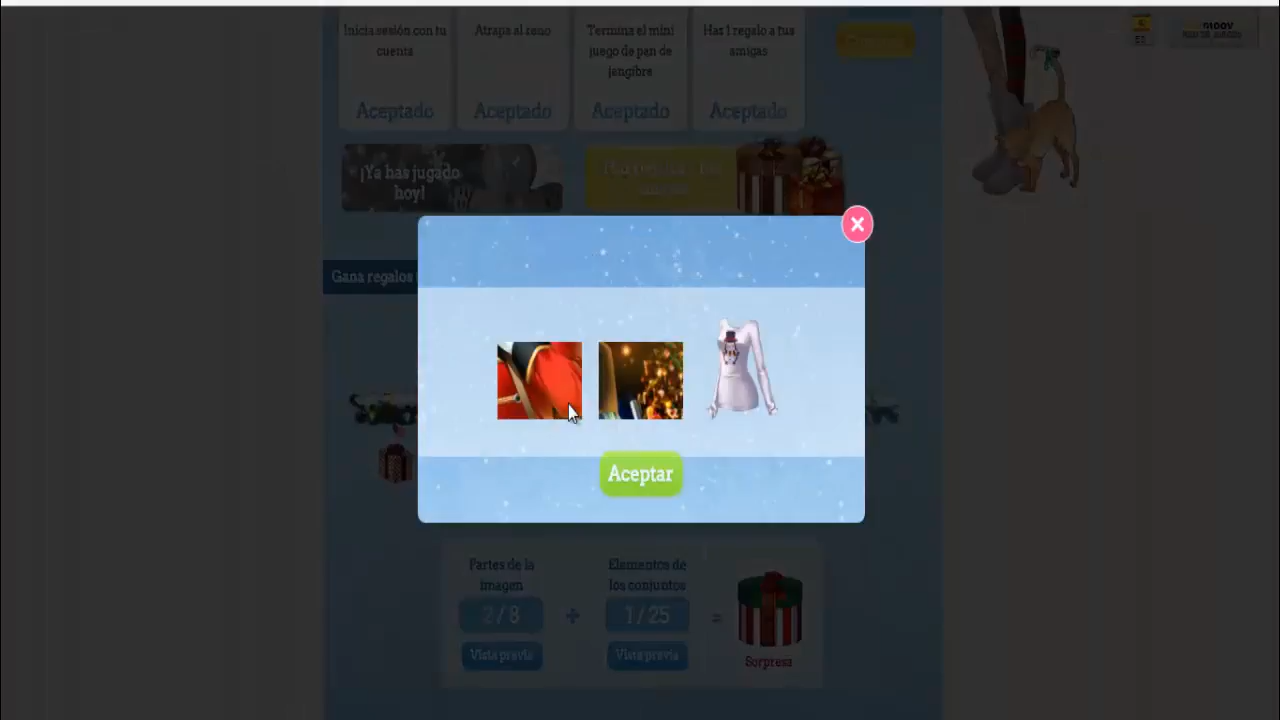 Inicia sesión con tu
cuenta
Atrapa al reno
Termina el mini
juego de pan de
jengibre
Haz 1 regalo a tus
amigas
Aceptado
Aceptado
Aceptado
Aceptado
¡Ya has jugado
hoy!
Gana regalos
Aceptar
Partes de la
imagen
2 / 8
Vista previa
+
Elementos de
los conjuntos
1 / 25
Vista previa
=
Sorpresa